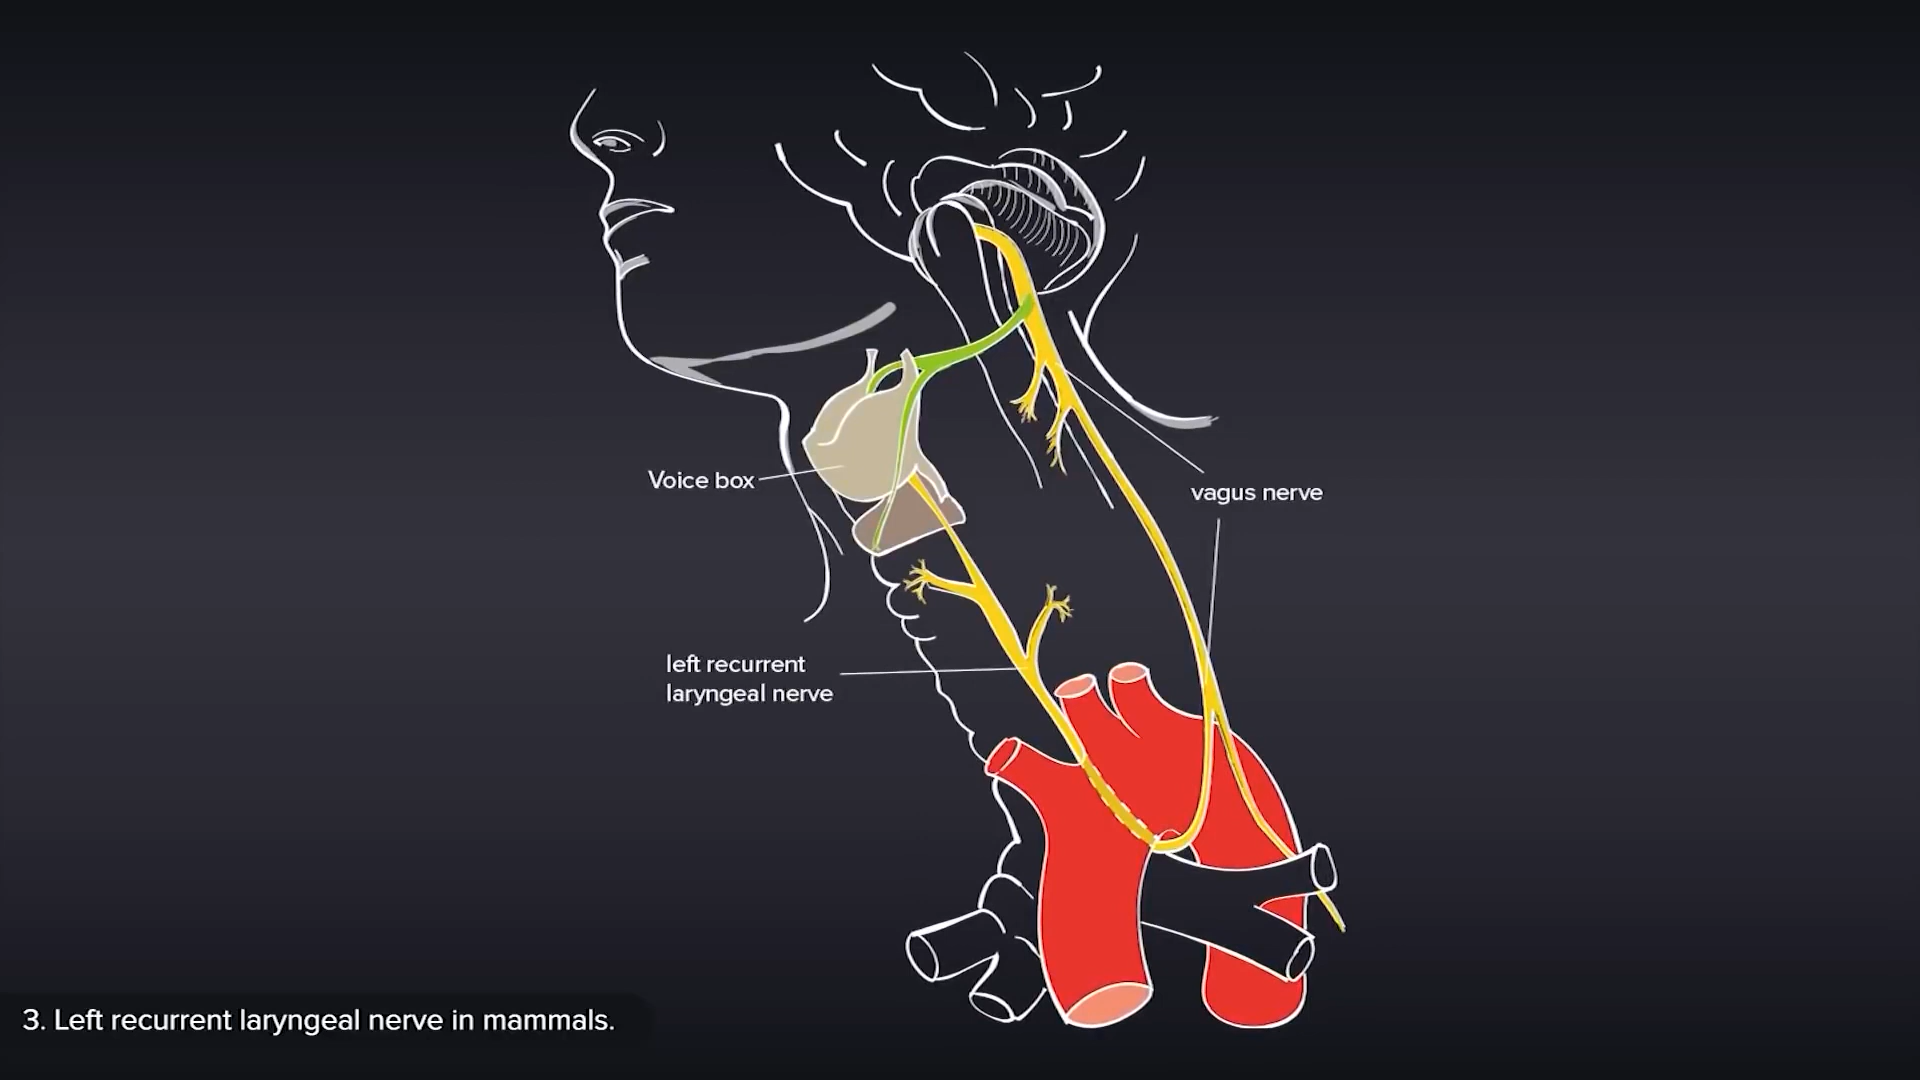 Voice box
vagus nerve
left recurrent
laryngeal nerve
3. Left recurrent laryngeal nerve in mammals.